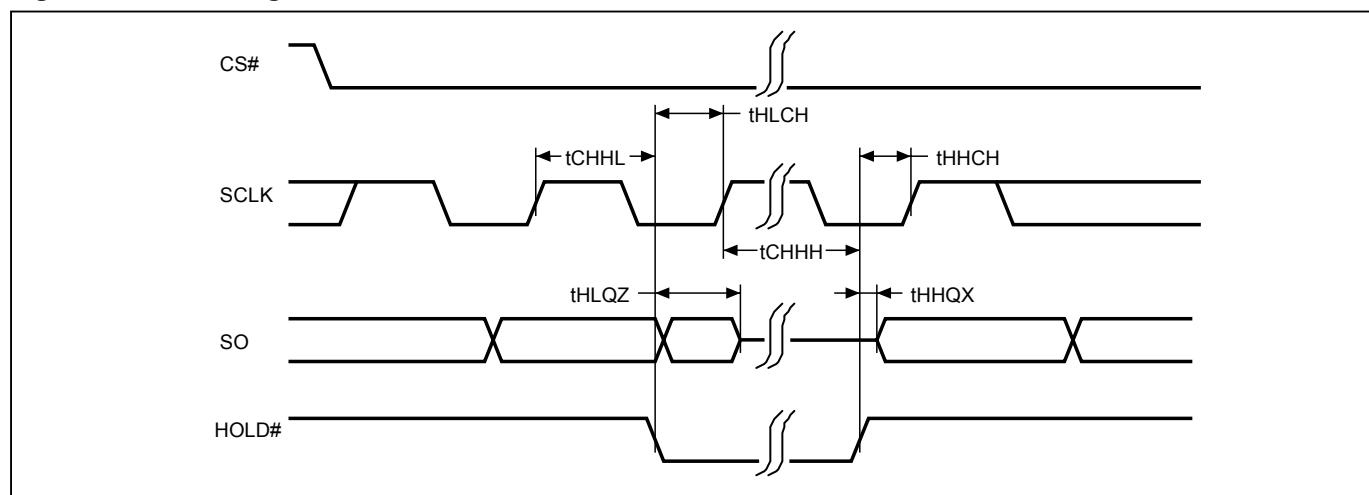 CS#
tHLCH
tCHHL
tHHCH
SCLK
tCHHH
tHLQZ
tHHQX
SO
HOLD#